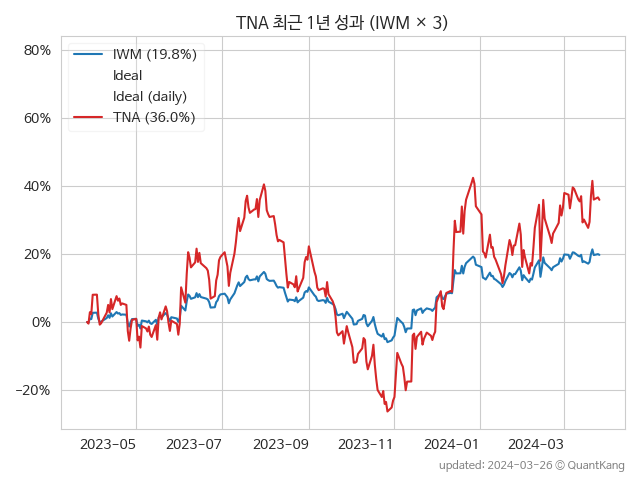 TNA 최근 1년 성과 (IWM × 3)
80%
60%
40%
20%
0%
−20%
IWM (19.8%)
Ideal
Ideal (daily)
TNA (36.0%)
2023-05 2023-07 2023-09 2023-11 2024-01 2024-03
updated: 2024-03-26 © QuantKang